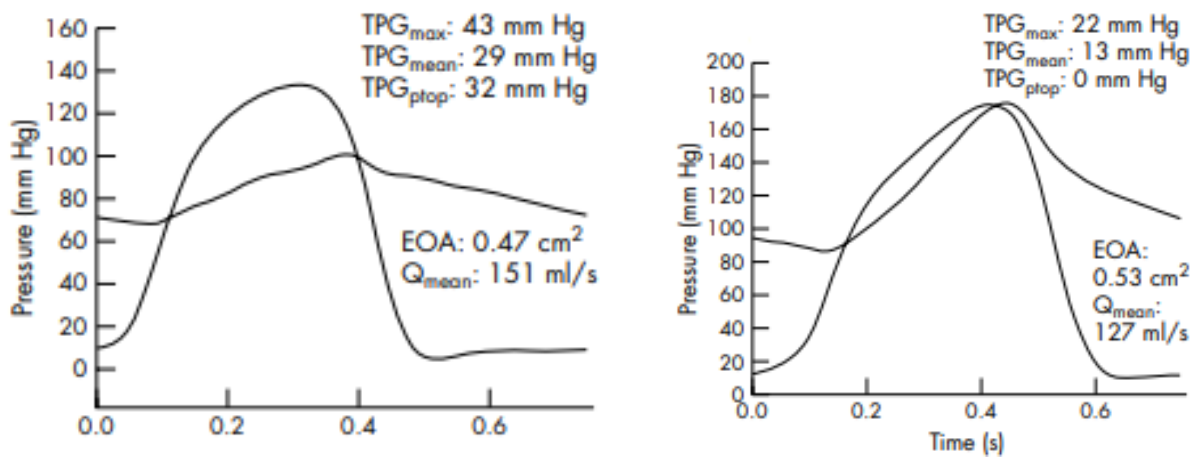 TPGmax: 43 mm Hg
TPGmean: 29 mm Hg
TPGptop: 32 mm Hg
160
140
120
100
80
60
40
20
0
Pressure (mm Hg)
EOA: 0.47 cm²
Qmean: 151 ml/s
0.0
0.2
0.4
0.6
TPGmax: 22 mm Hg
TPGmean: 13 mm Hg
TPGptop: 0 mm Hg
200
180
160
140
120
100
80
60
40
20
0
Pressure (mm Hg)
EOA:
0.53 cm²
Qmean:
127 ml/s
0.0
0.2
0.4
0.6
Time (s)